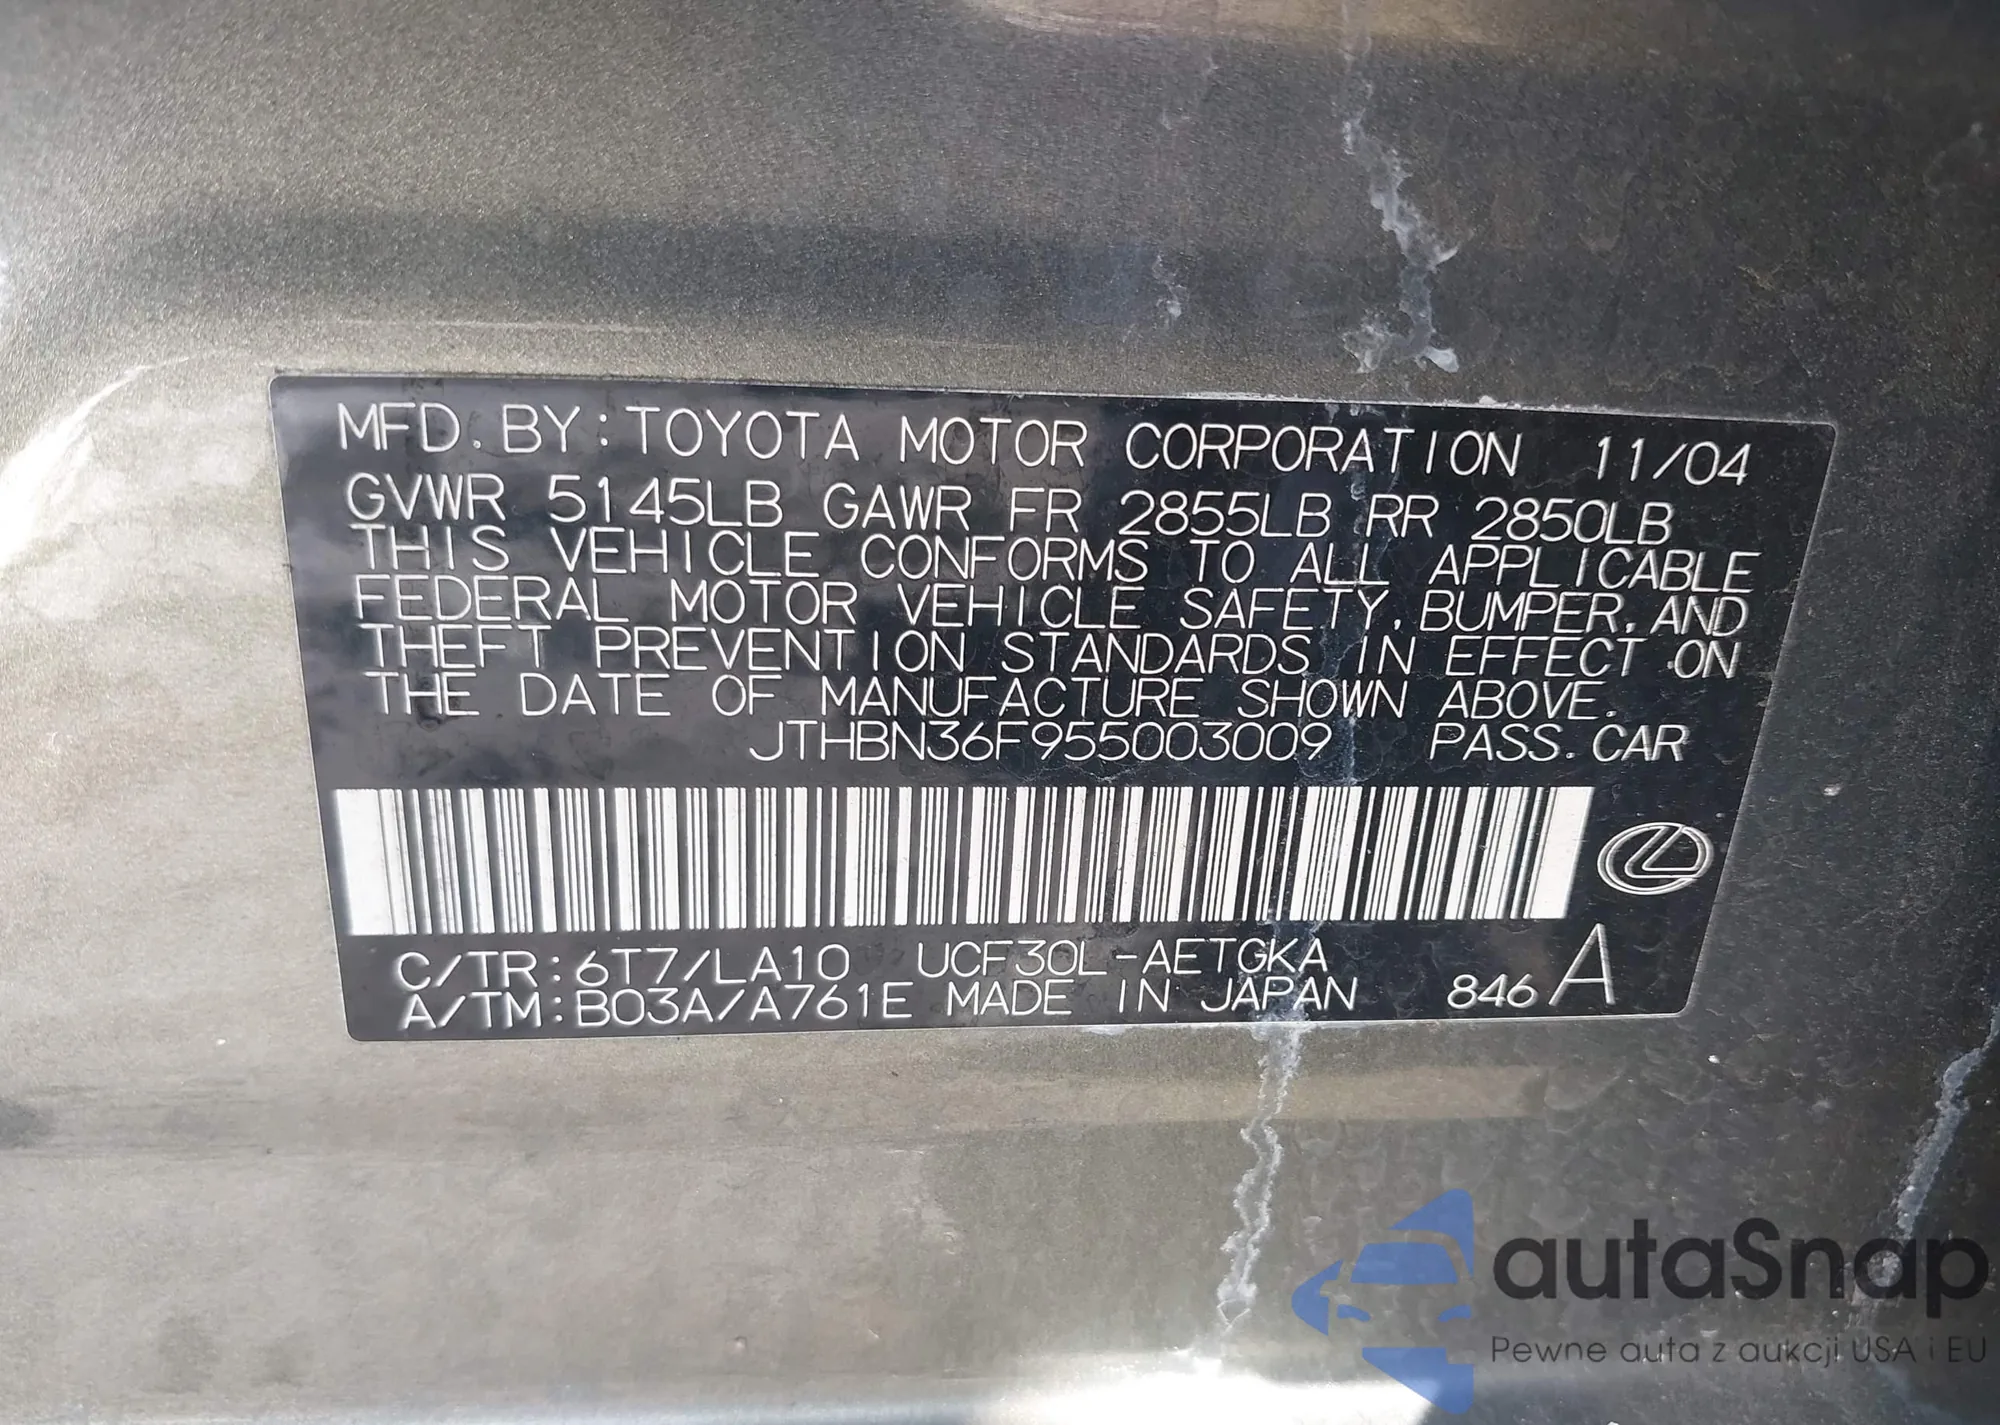 MFD. BY: TOYOTA MOTOR CORPORATION 11/04
GVWR 5145LB GAWR FR 2855LB RR 2850LB
THIS VEHICLE CONFORMS TO ALL APPLICABLE
FEDERAL MOTOR VEHICLE SAFETY, BUMPER, AND
THEFT PREVENTION STANDARDS IN EFFECT ON
THE DATE OF MANUFACTURE SHOWN ABOVE.
JTHBN36F955003009 PASS. CAR
C/TR: 6T7/LA10 UCF30L-AETGKA
A/TM: B03A/A761E MADE IN JAPAN 846 A
autaSnap
Pewne auta z aukcji USA i EU